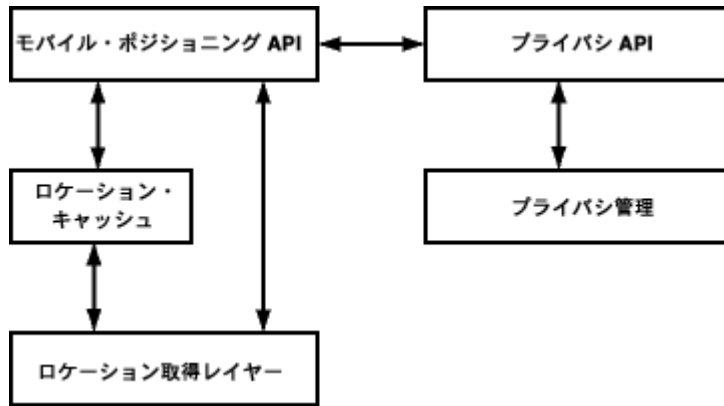 モバイル・ポジショニング API
プライバシ API
ロケーション・
キャッシュ
プライバシ管理
ロケーション取得レイヤー